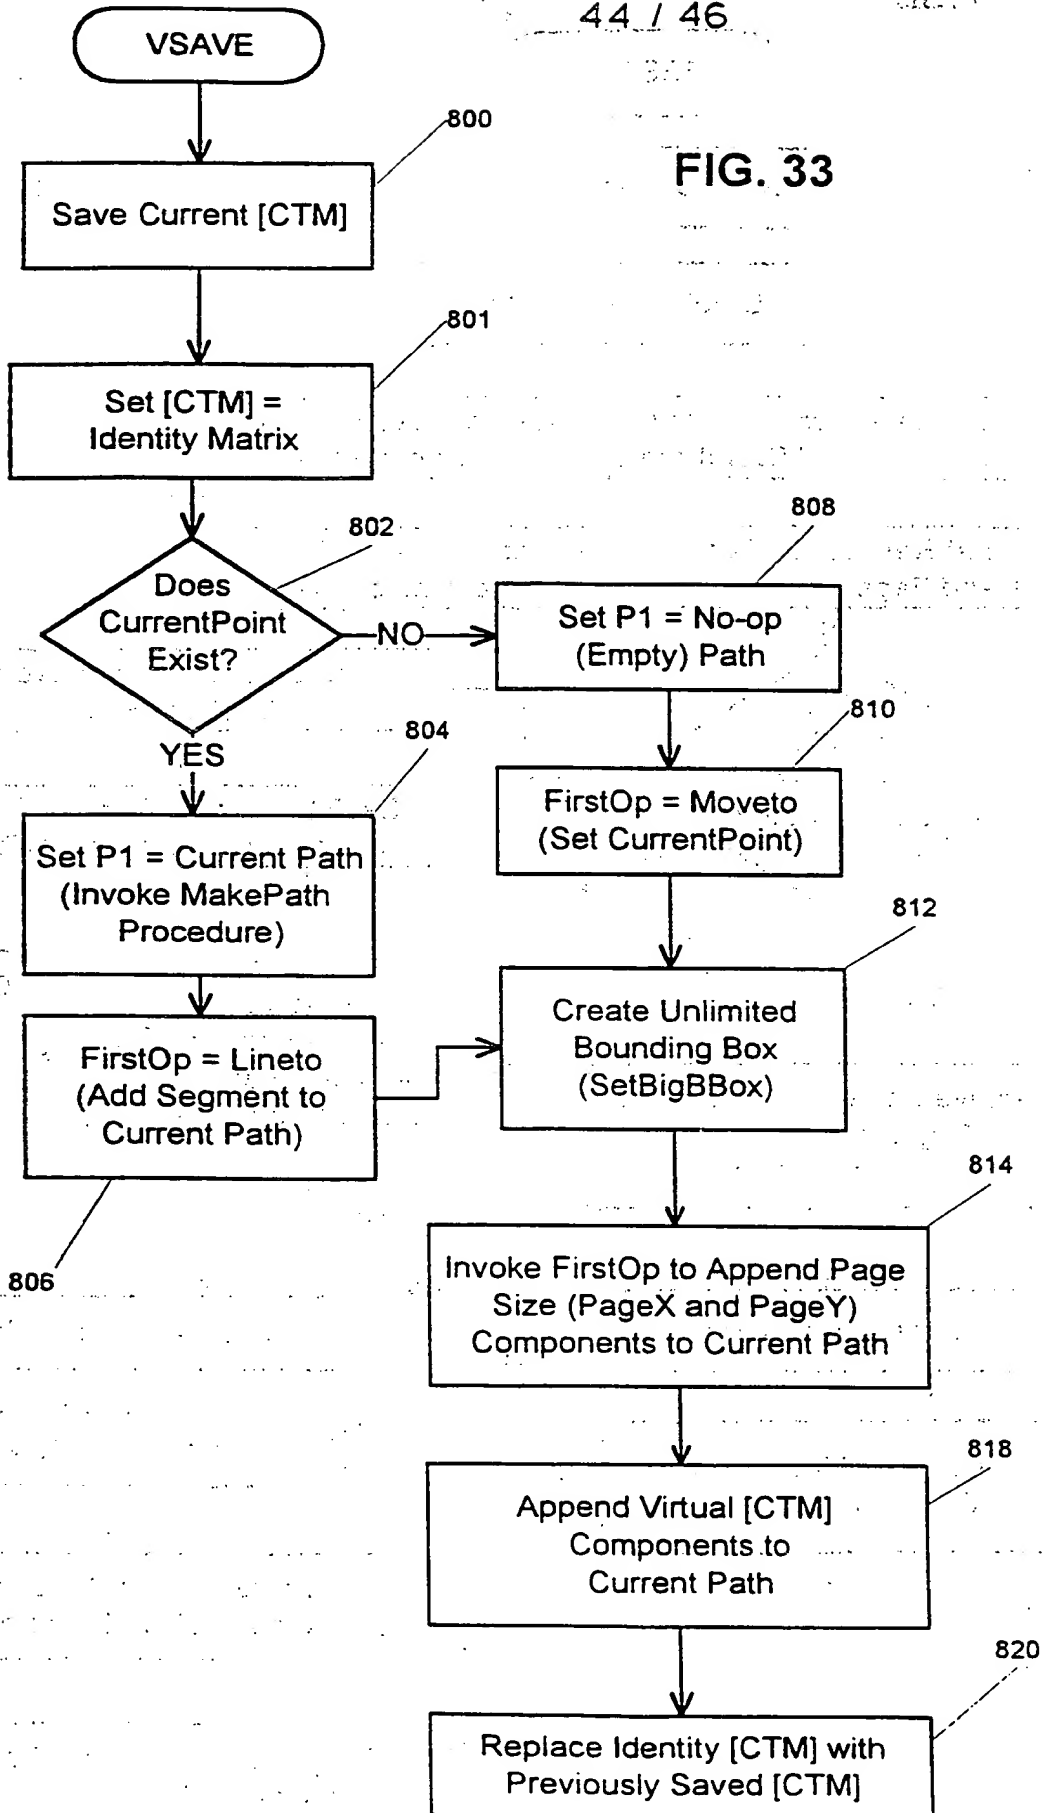 44 / 46
VSAVE
800
FIG. 33
Save Current [CTM]
801
Set [CTM] =
Identity Matrix
802
808
Does
CurrentPoint
Exist?
NO
Set P1 = No-op
(Empty) Path
YES
804
810
FirstOp = Moveto
(Set CurrentPoint)
Set P1 = Current Path
(Invoke MakePath
Procedure)
812
Create Unlimited
Bounding Box
(SetBigBBox)
FirstOp = Lineto
(Add Segment to
Current Path)
806
814
Invoke FirstOp to Append Page
Size (PageX and PageY)
Components to Current Path
818
Append Virtual [CTM]
Components to
Current Path
820
Replace Identity [CTM] with
Previously Saved [CTM]